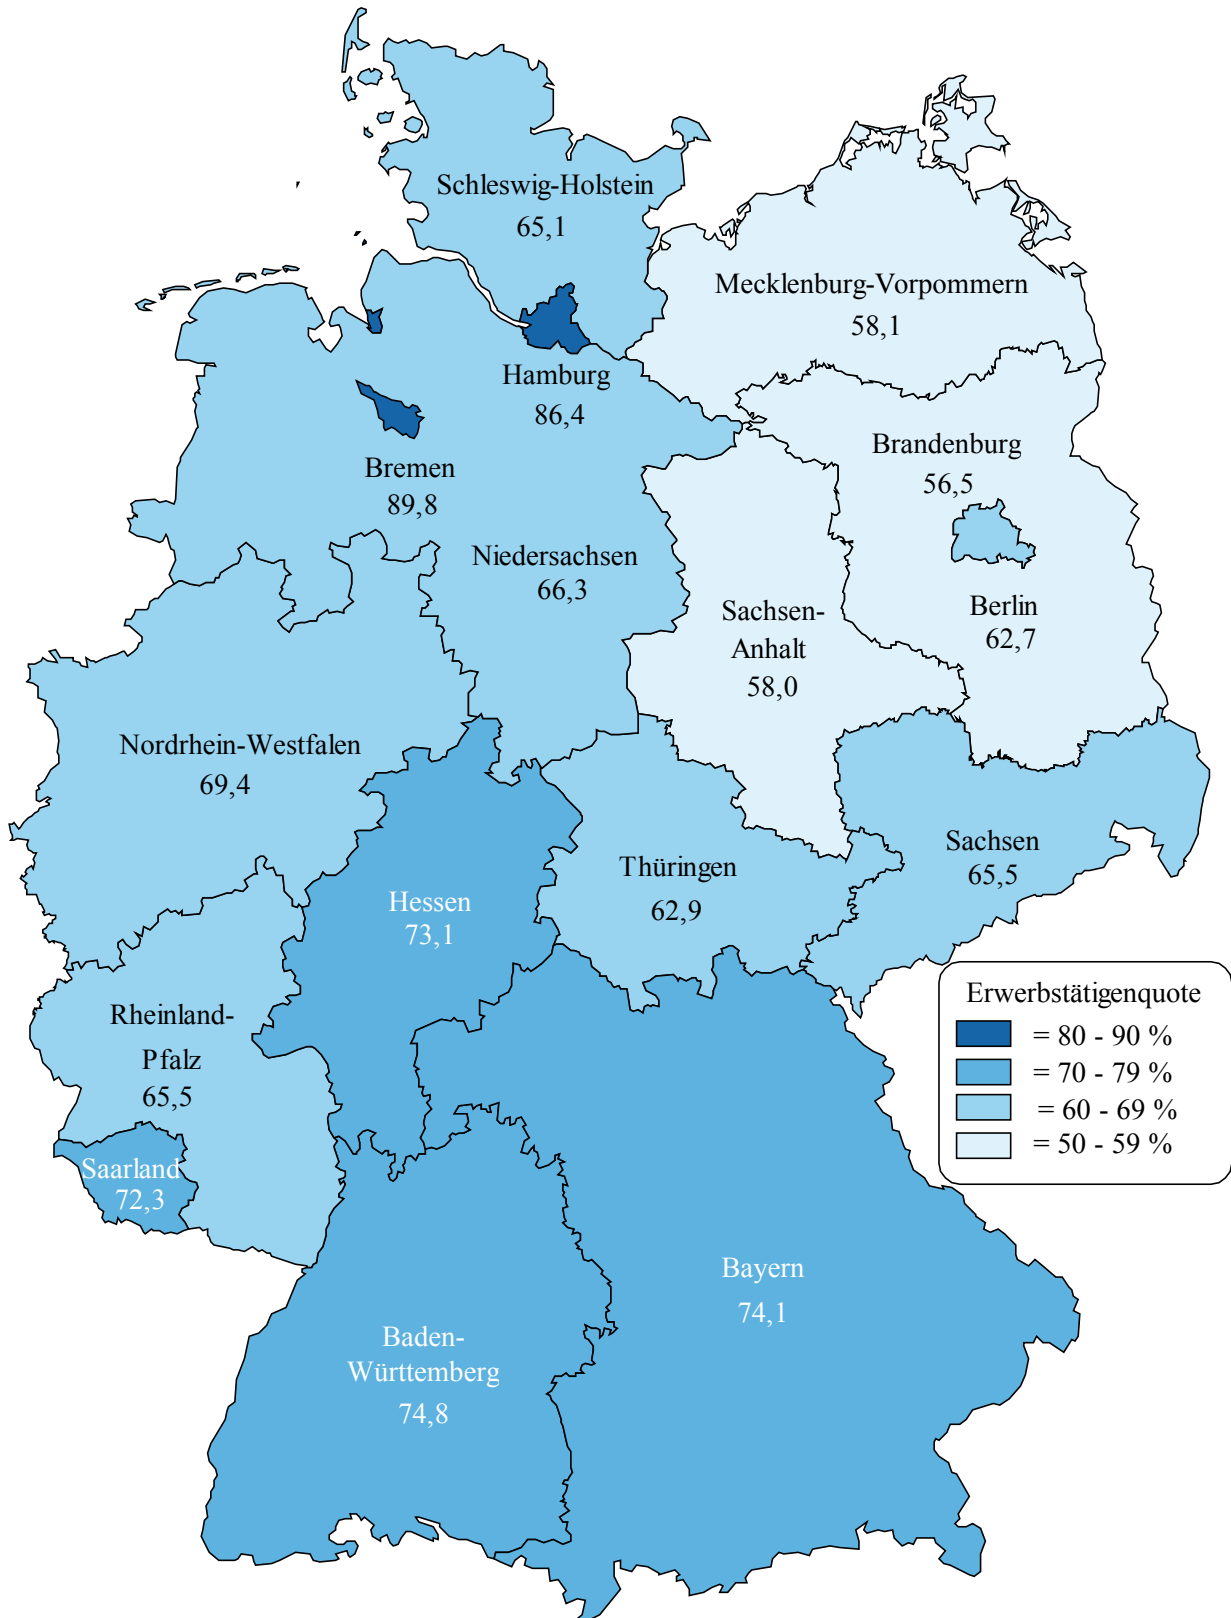 Schleswig-Holstein
65,1
Mecklenburg-Vorpommern
58,1
Hamburg
86,4
Bremen
89,8
Brandenburg
56,5
Niedersachsen
66,3
Berlin
62,7
Sachsen-
Anhalt
58,0
Nordrhein-Westfalen
69,4
Sachsen
65,5
Thüringen
62,9
Hessen
73,1
Rheinland-
Pfalz
65,5
Saarland
72,3
Bayern
74,1
Baden-
Württemberg
74,8
Erwerbstätigenquote
= 80 - 90 %
= 70 - 79 %
= 60 - 69 %
= 50 - 59 %